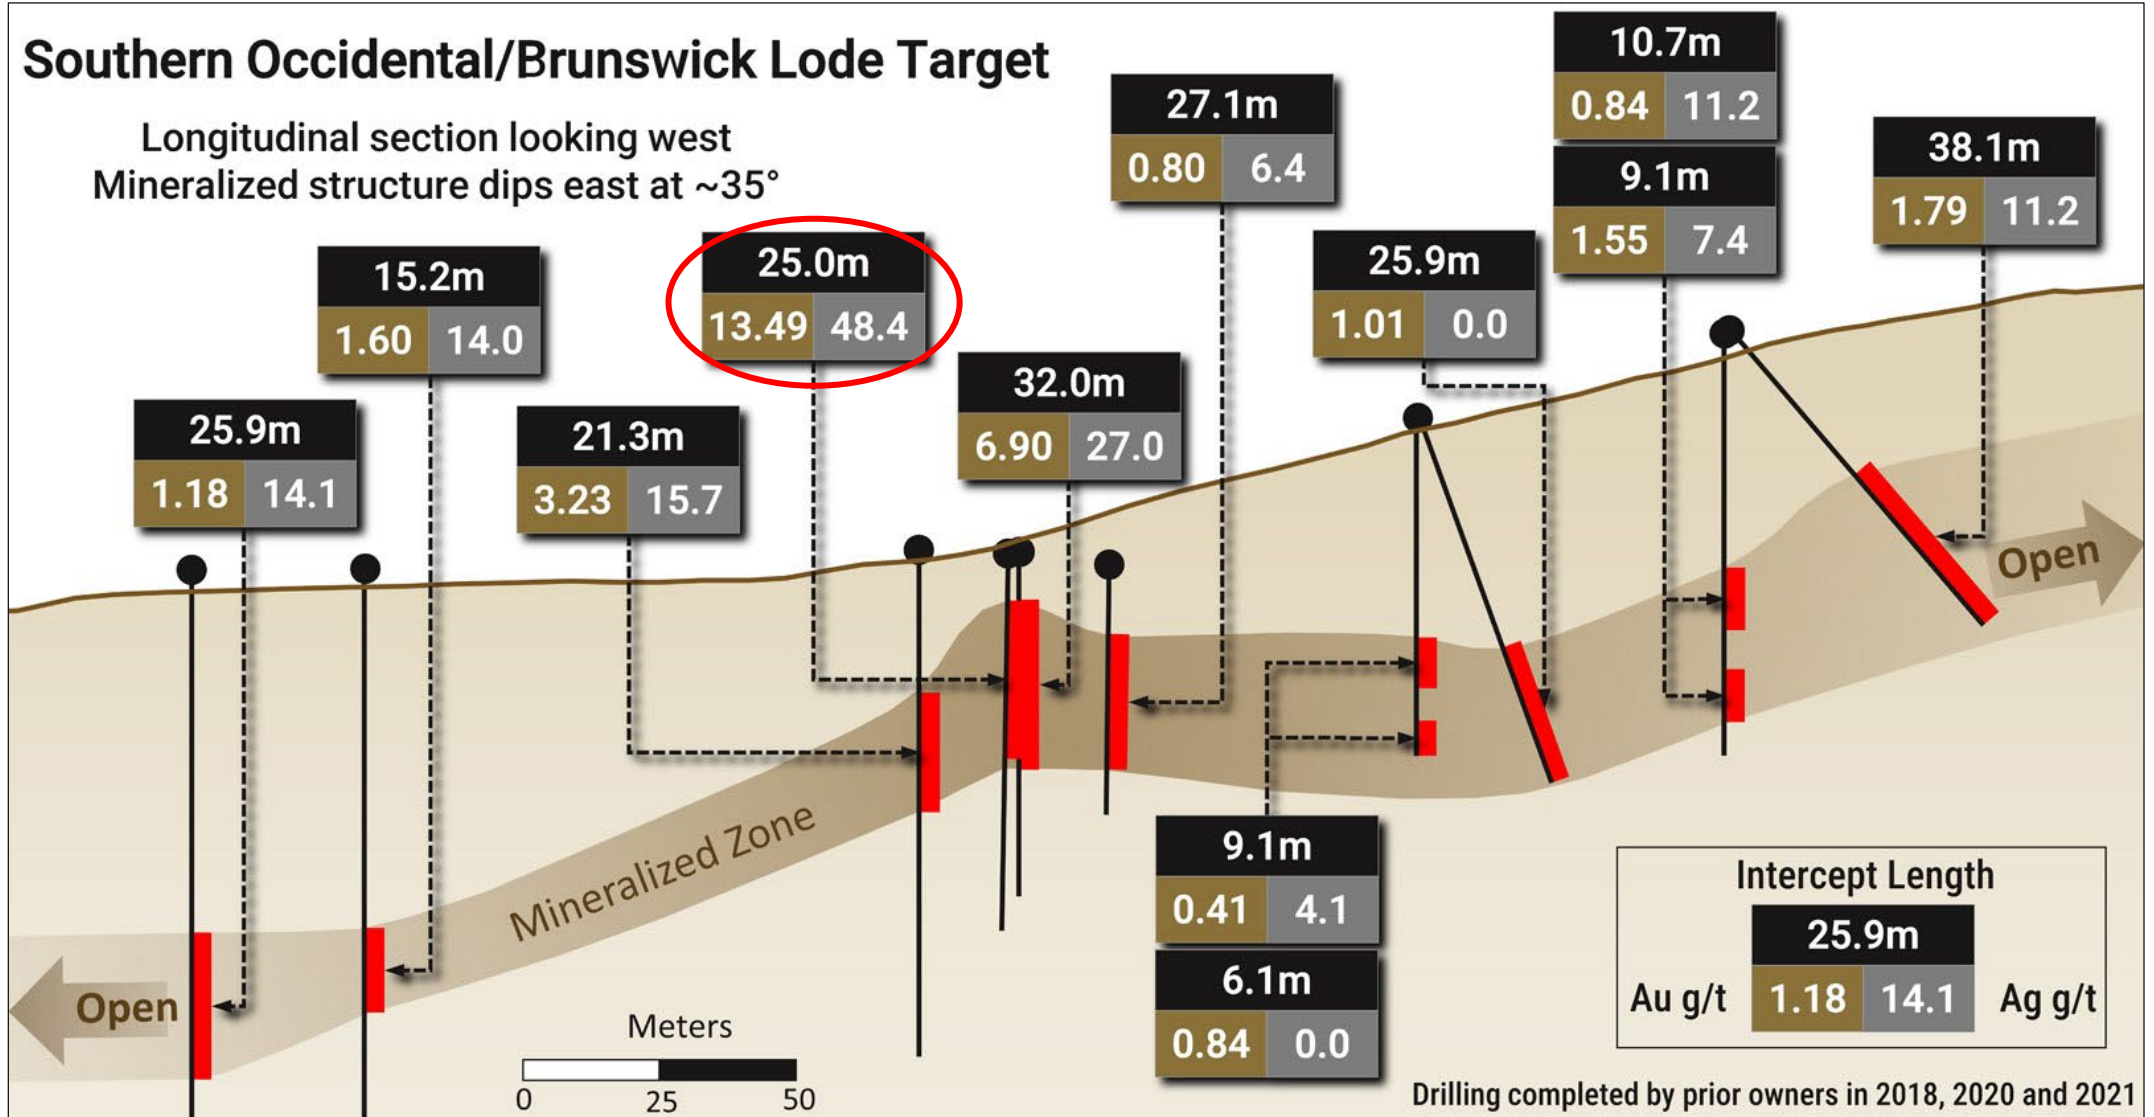 Southern Occidental/Brunswick Lode Target
Longitudinal section looking west
Mineralized structure dips east at ~35°
25.9m
1.18 14.1
15.2m
1.60 14.0
21.3m
3.23 15.7
25.0m
13.49 48.4
32.0m
6.90 27.0
27.1m
0.80 6.4
25.9m
1.01 0.0
10.7m
0.84 11.2
9.1m
1.55 7.4
38.1m
1.79 11.2
Open
Mineralized Zone
Open
9.1m
0.41 4.1
6.1m
0.84 0.0
Meters
0 25 50
Intercept Length
25.9m
Au g/t 1.18 14.1 Ag g/t
Drilling completed by prior owners in 2018, 2020 and 2021